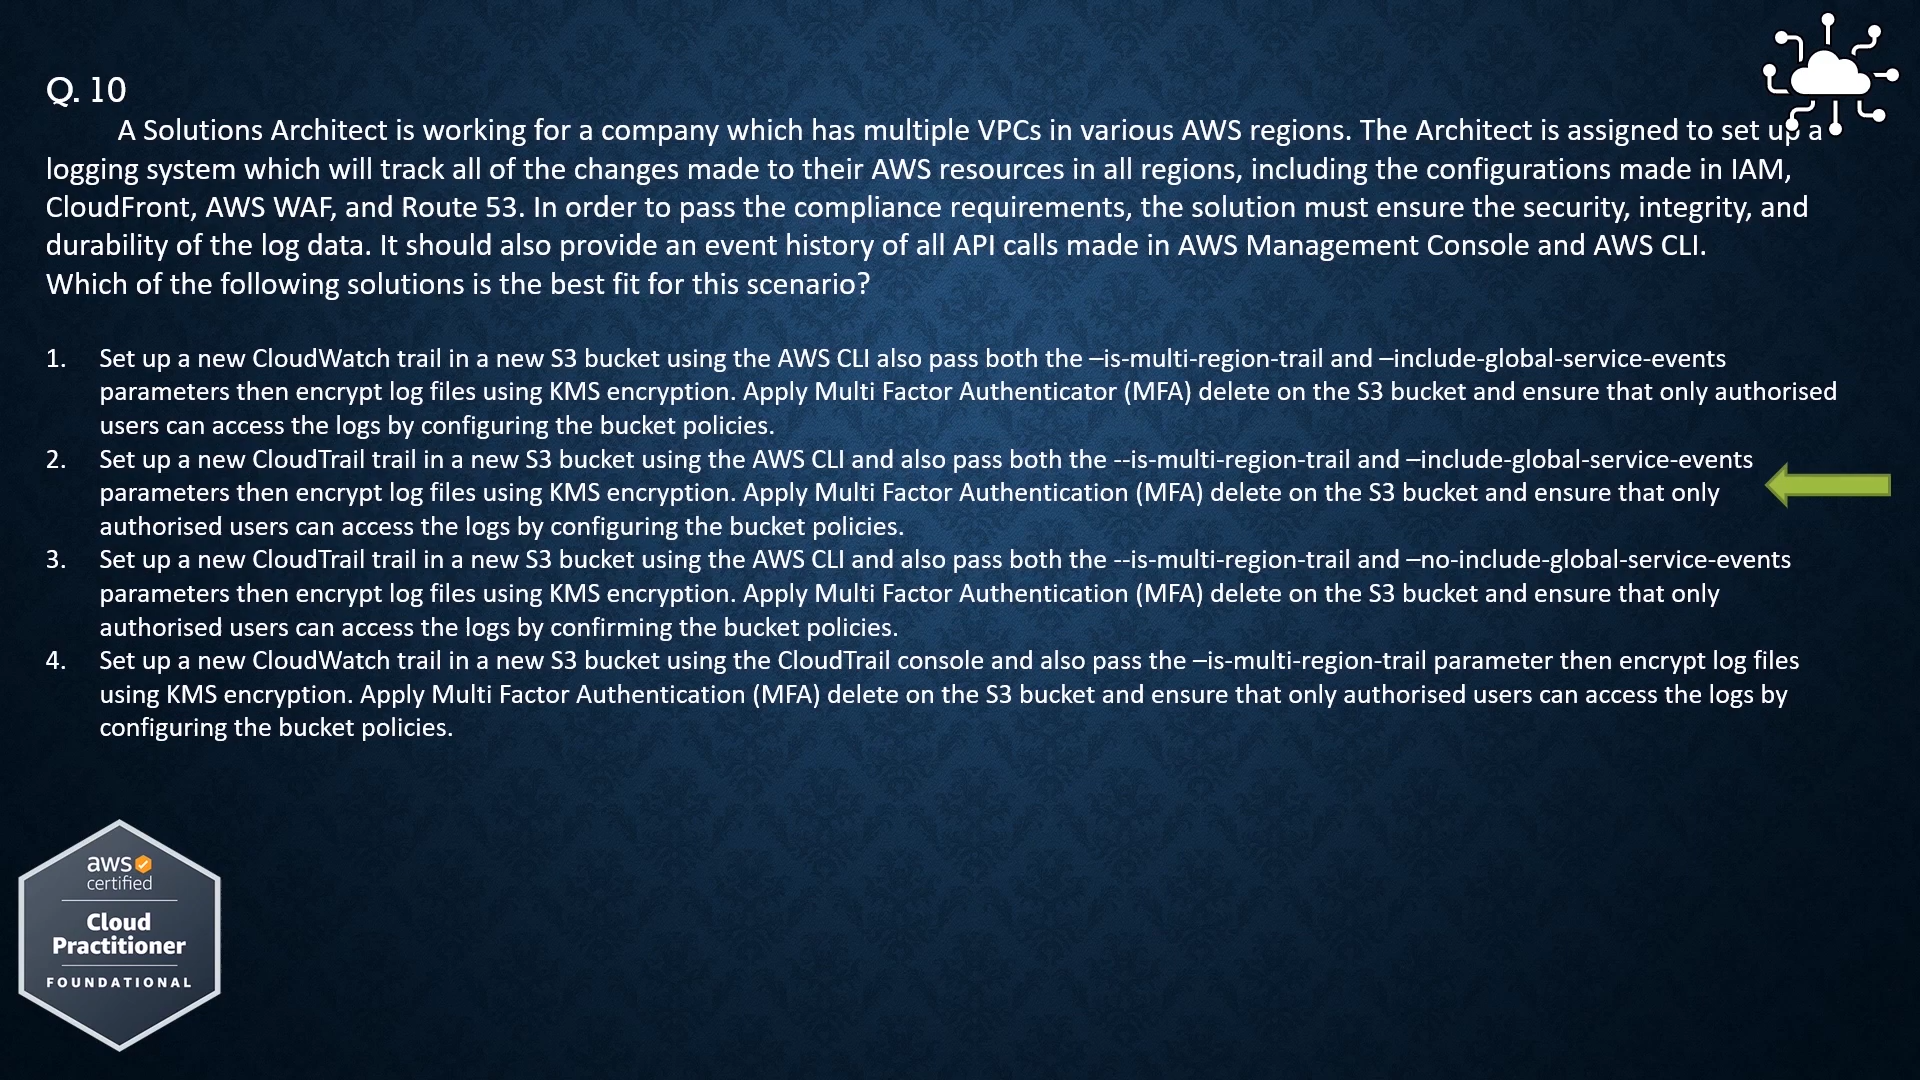 Q. 10
A Solutions Architect is working for a company which has multiple VPCs in various AWS regions. The Architect is assigned to set up a
logging system which will track all of the changes made to their AWS resources in all regions, including the configurations made in IAM,
CloudFront, AWS WAF, and Route 53. In order to pass the compliance requirements, the solution must ensure the security, integrity, and
durability of the log data. It should also provide an event history of all API calls made in AWS Management Console and AWS CLI.
Which of the following solutions is the best fit for this scenario?
1. Set up a new CloudWatch trail in a new S3 bucket using the AWS CLI also pass both the –is-multi-region-trail and –include-global-service-events
parameters then encrypt log files using KMS encryption. Apply Multi Factor Authenticator (MFA) delete on the S3 bucket and ensure that only authorised
users can access the logs by configuring the bucket policies.
2. Set up a new CloudTrail trail in a new S3 bucket using the AWS CLI and also pass both the --is-multi-region-trail and –include-global-service-events
parameters then encrypt log files using KMS encryption. Apply Multi Factor Authentication (MFA) delete on the S3 bucket and ensure that only
authorised users can access the logs by configuring the bucket policies.
3. Set up a new CloudTrail trail in a new S3 bucket using the AWS CLI and also pass both the --is-multi-region-trail and –no-include-global-service-events
parameters then encrypt log files using KMS encryption. Apply Multi Factor Authentication (MFA) delete on the S3 bucket and ensure that only
authorised users can access the logs by confirming the bucket policies.
4. Set up a new CloudWatch trail in a new S3 bucket using the CloudTrail console and also pass the –is-multi-region-trail parameter then encrypt log files
using KMS encryption. Apply Multi Factor Authentication (MFA) delete on the S3 bucket and ensure that only authorised users can access the logs by
configuring the bucket policies.
aws
certified
Cloud
Practitioner
FOUNDATIONAL